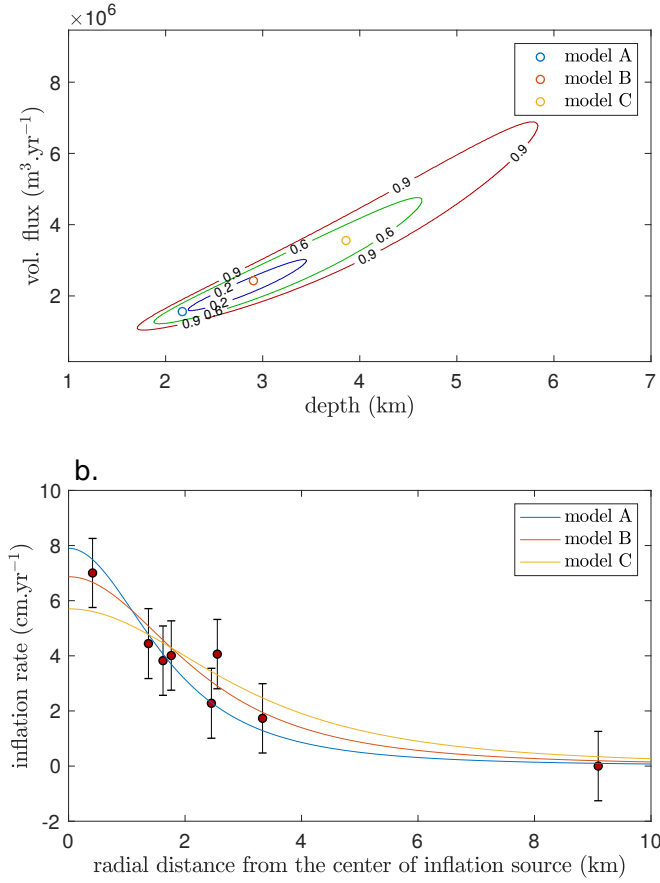 ×10⁶
8
6
4
2
vol. flux (m³.yr⁻¹)
model A
model B
model C
0.9
0.9
0.6
0.6
0.9
0.9
0.2
0.2
0.9
0.6
1 2 3 4 5 6 7
depth (km)
b.
10
8
6
4
2
0
-2
inflation rate (cm.yr⁻¹)
model A
model B
model C
0 2 4 6 8 10
radial distance from the center of inflation source (km)